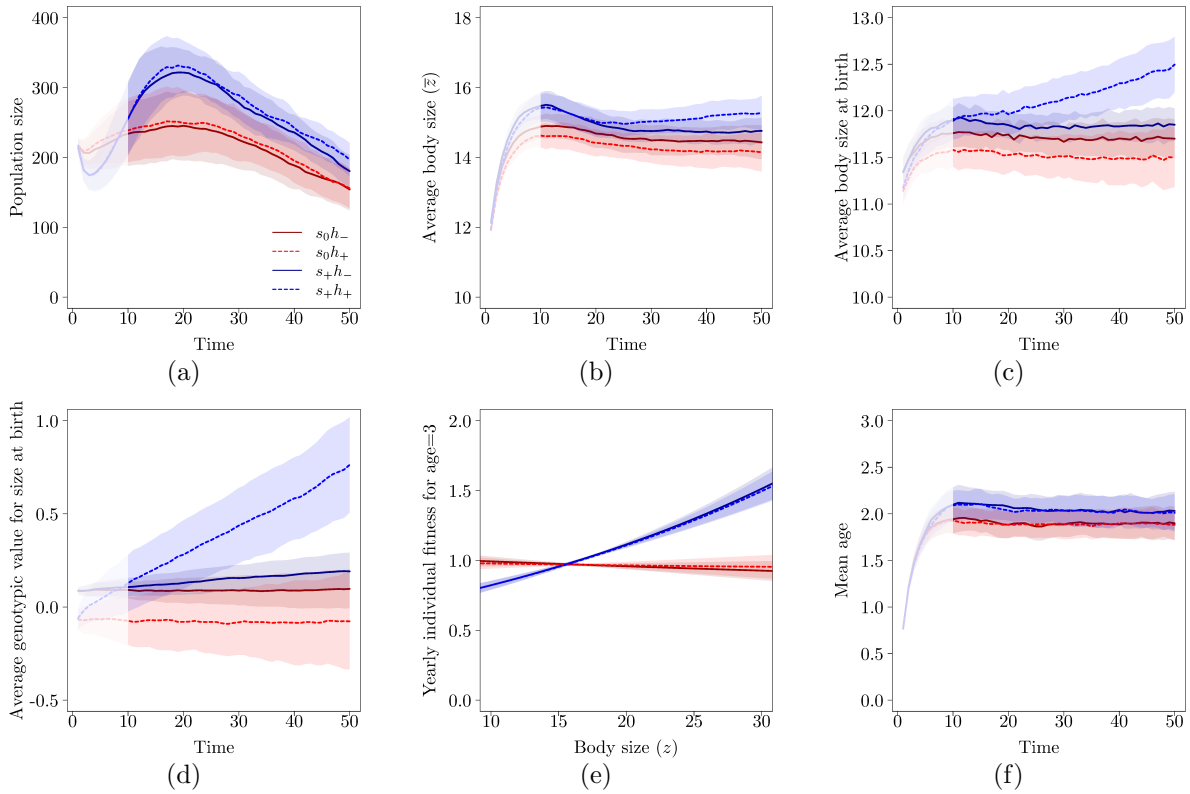 400
300
200
100
0
Population size
0 10 20 30 40 50
Time
s₀h₋
s₀h₊
s₊h₋
s₊h₊
(a)
18
16
14
12
10
Average body size (z̄)
0 10 20 30 40 50
Time
(b)
13.0
12.5
12.0
11.5
11.0
10.5
10.0
Average body size at birth
0 10 20 30 40 50
Time
(c)
1.0
0.5
0.0
-0.5
Average genotypic value for size at birth
0 10 20 30 40 50
Time
(d)
2.0
1.5
1.0
0.5
0.0
Yearly individual fitness for age=3
10 15 20 25 30
Body size (z)
(e)
3.0
2.5
2.0
1.5
1.0
0.5
0.0
Mean age
0 10 20 30 40 50
Time
(f)